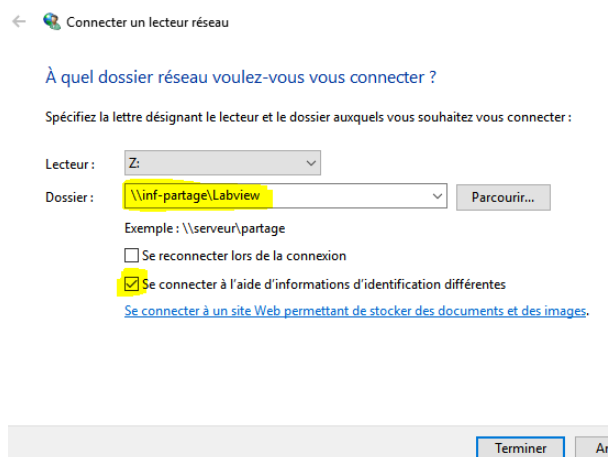 Connecter un lecteur réseau
À quel dossier réseau voulez-vous vous connecter ?
Spécifiez la lettre désignant le lecteur et le dossier auxquels vous souhaitez vous connecter :
Lecteur : Z:
Dossier : \\inf-partage\Labview Parcourir...
Exemple : \\serveur\partage
Se reconnecter lors de la connexion
Se connecter à l'aide d'informations d'identification différentes
Se connecter à un site Web permettant de stocker des documents et des images.
Terminer